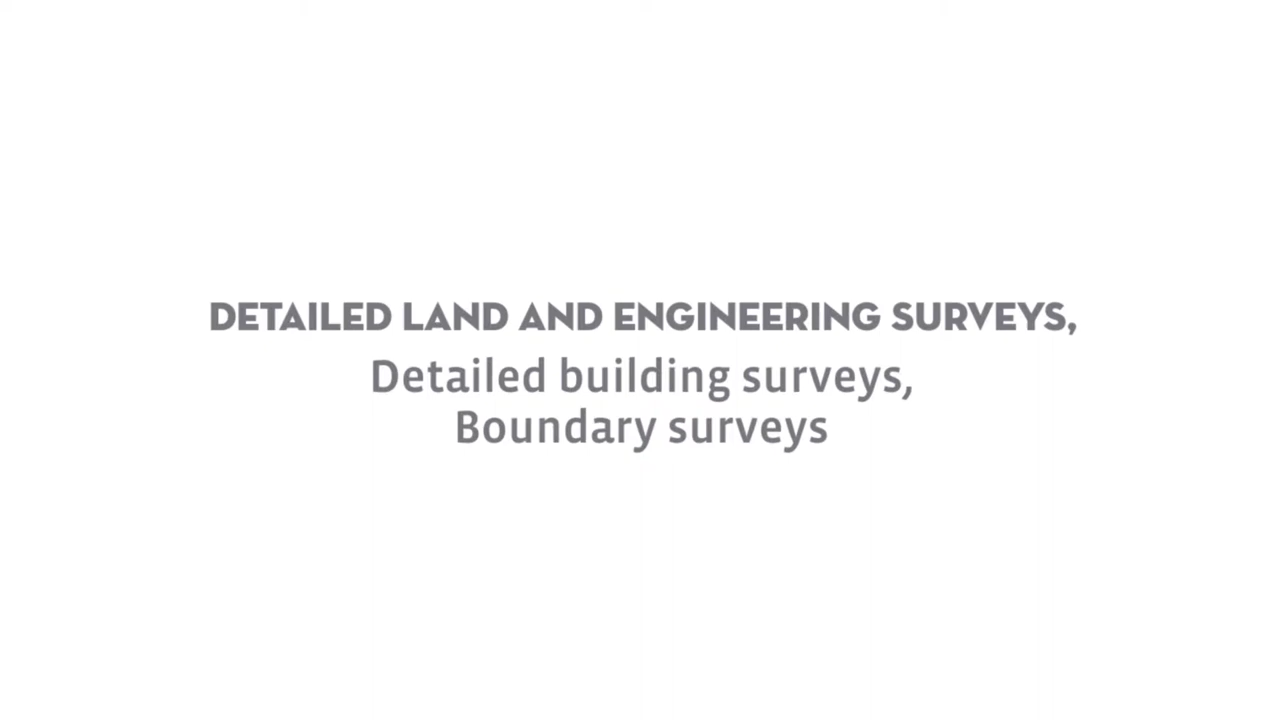 DETAILED LAND AND ENGINEERING SURVEYS,
Detailed building surveys,
Boundary surveys